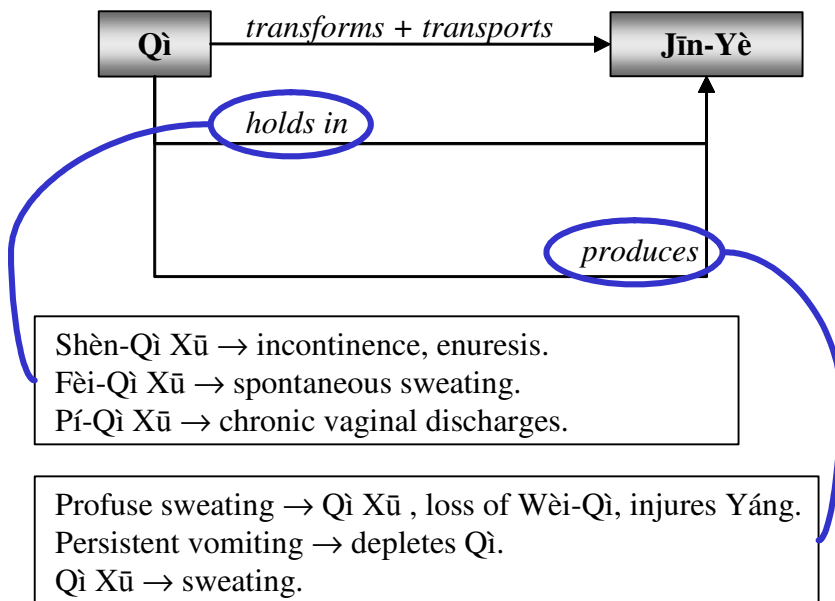 Qì transforms + transports Jīn-Yè
holds in
produces
Shèn-Qì Xū → incontinence, enuresis.
Fèi-Qì Xū → spontaneous sweating.
Pí-Qì Xū → chronic vaginal discharges.
Profuse sweating → Qì Xū , loss of Wèi-Qì, injures Yáng.
Persistent vomiting → depletes Qì.
Qì Xū → sweating.